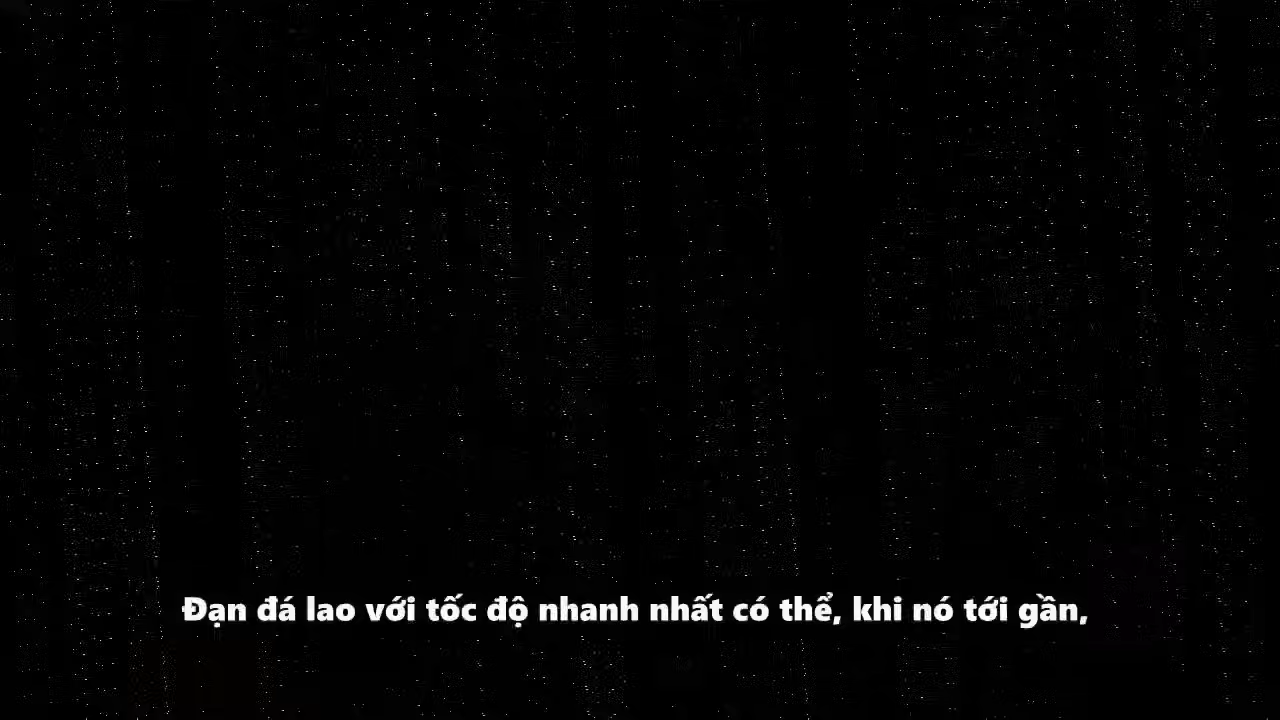 Đạn đá lao với tốc độ nhanh nhất có thể, khi nó tới gần,